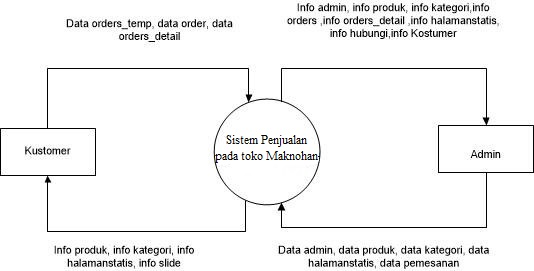 Data orders_temp, data order, data
orders_detail
Info admin, info produk, info kategori,info
orders ,info orders_detail ,info halamanstatis,
info hubungi,info Kostumer
Kustomer
Sistem Penjualan
pada toko Maknohan
Admin
Info produk, info kategori, info
halamanstatis, info slide
Data admin, data produk, data kategori, data
halamanstatis, data pemesanan